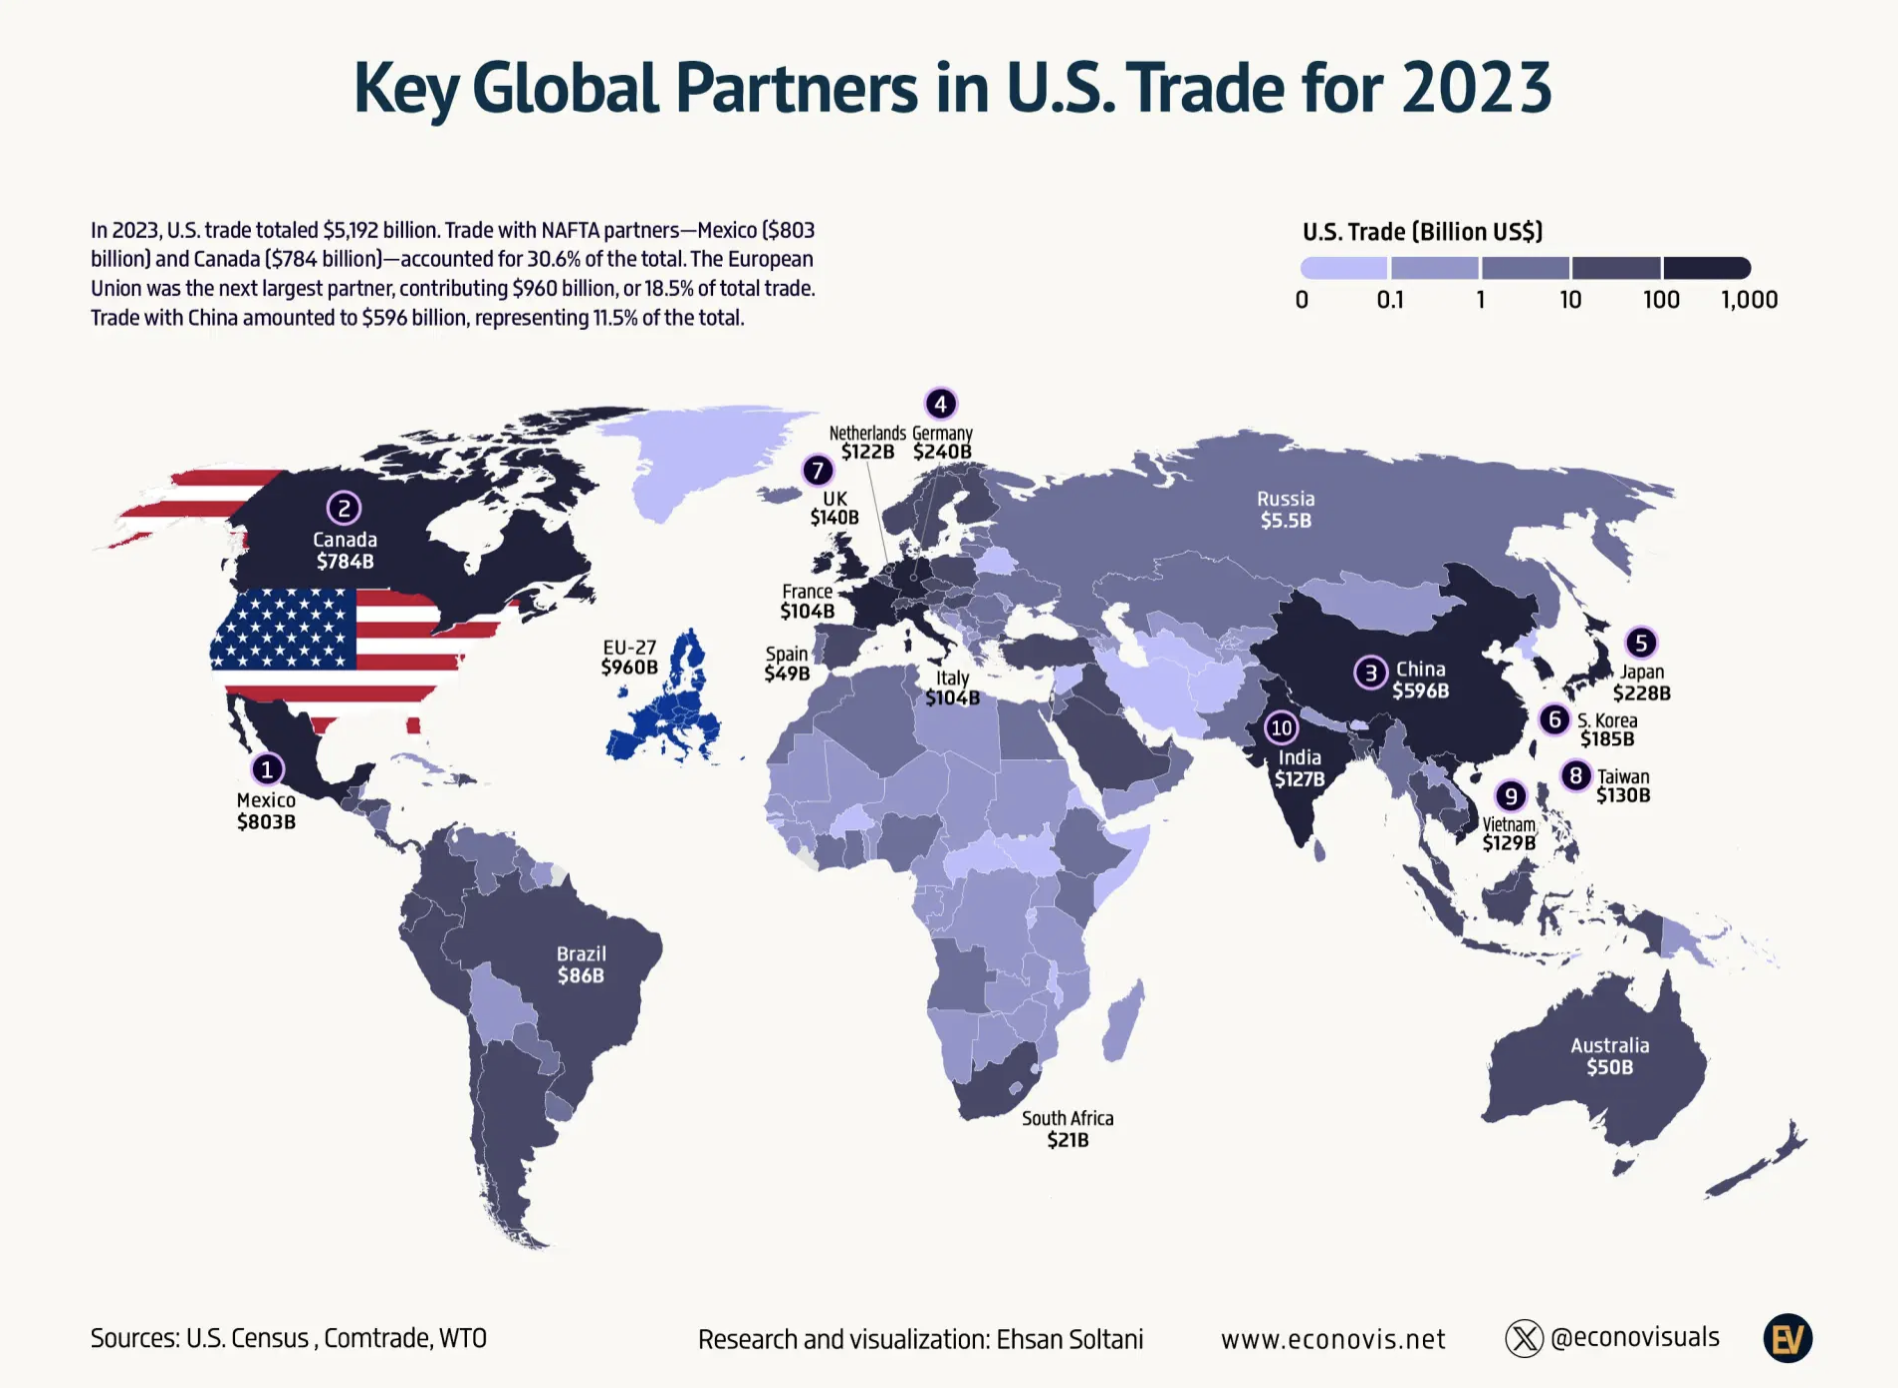 Key Global Partners in U.S. Trade for 2023
In 2023, U.S. trade totaled $5,192 billion. Trade with NAFTA partners—Mexico ($803
billion) and Canada ($784 billion)—accounted for 30.6% of the total. The European
Union was the next largest partner, contributing $960 billion, or 18.5% of total trade.
Trade with China amounted to $596 billion, representing 11.5% of the total.
U.S. Trade (Billion US$)
0 0.1 1 10 100 1,000
4
Netherlands
$122B
Germany
$240B
7
UK
$140B
2
Canada
$784B
Russia
$5.5B
France
$104B
EU-27
$960B
Spain
$49B
Italy
$104B
3
China
$596B
5
Japan
$228B
6
S. Korea
$185B
10
India
$127B
8
Taiwan
$130B
9
Vietnam
$129B
1
Mexico
$803B
Brazil
$86B
Australia
$50B
South Africa
$21B
Sources: U.S. Census , Comtrade, WTO
Research and visualization: Ehsan Soltani
www.econovis.net
@econovisuals
EV